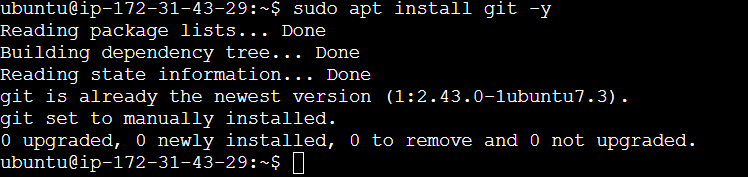 ubuntu@ip-172-31-43-29:~$ sudo apt install git -y
Reading package lists... Done
Building dependency tree... Done
Reading state information... Done
git is already the newest version (1:2.43.0-1ubuntu7.3).
git set to manually installed.
0 upgraded, 0 newly installed, 0 to remove and 0 not upgraded.
ubuntu@ip-172-31-43-29:~$